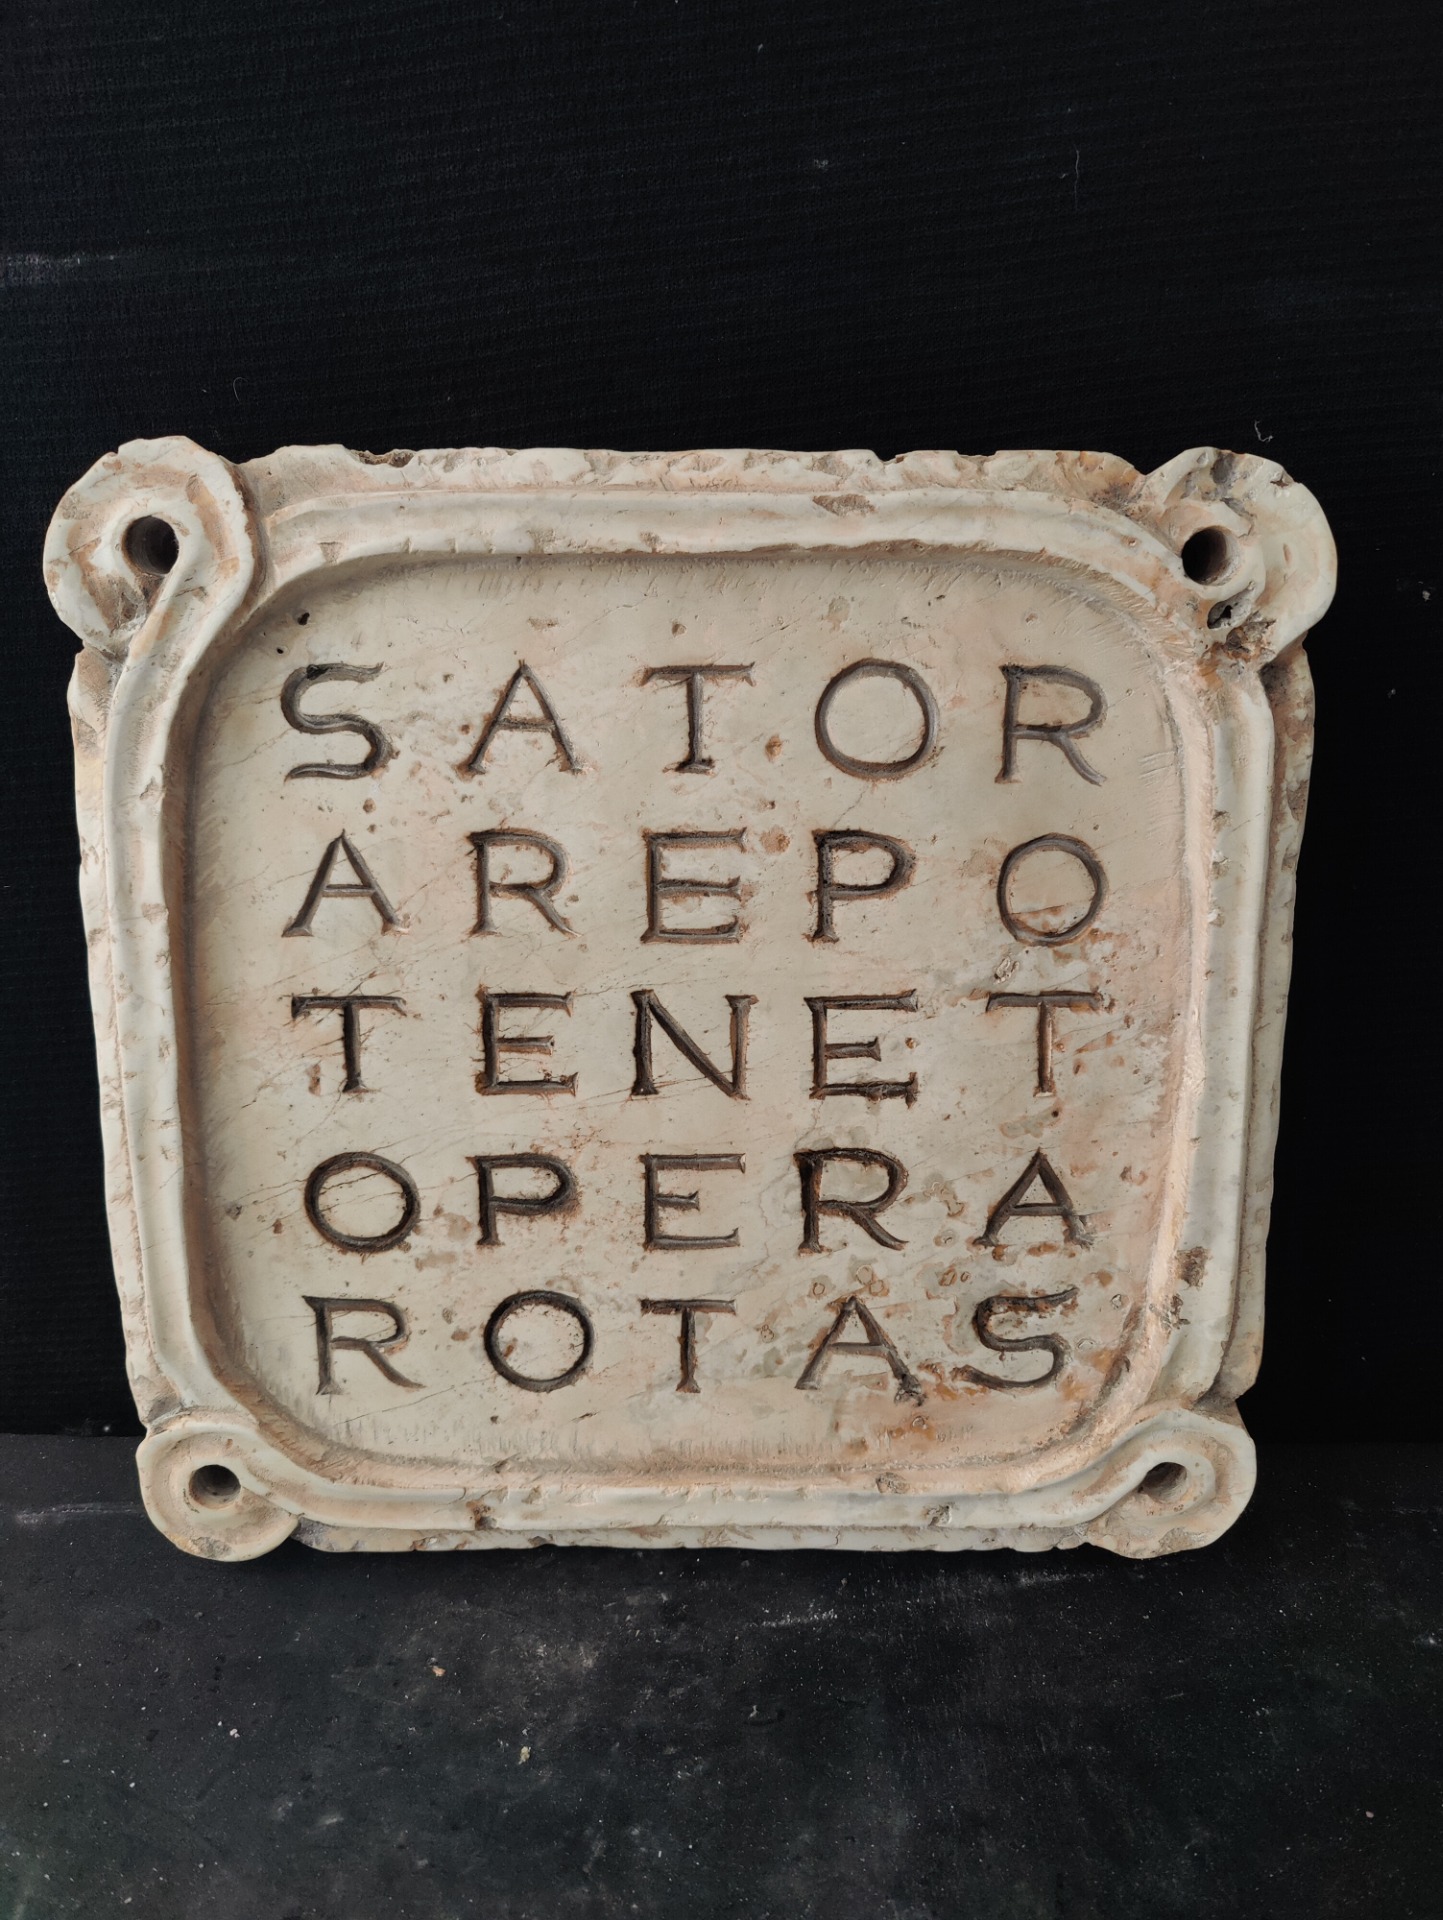 SATOR
AREPO
TENET
OPERA
ROTAS